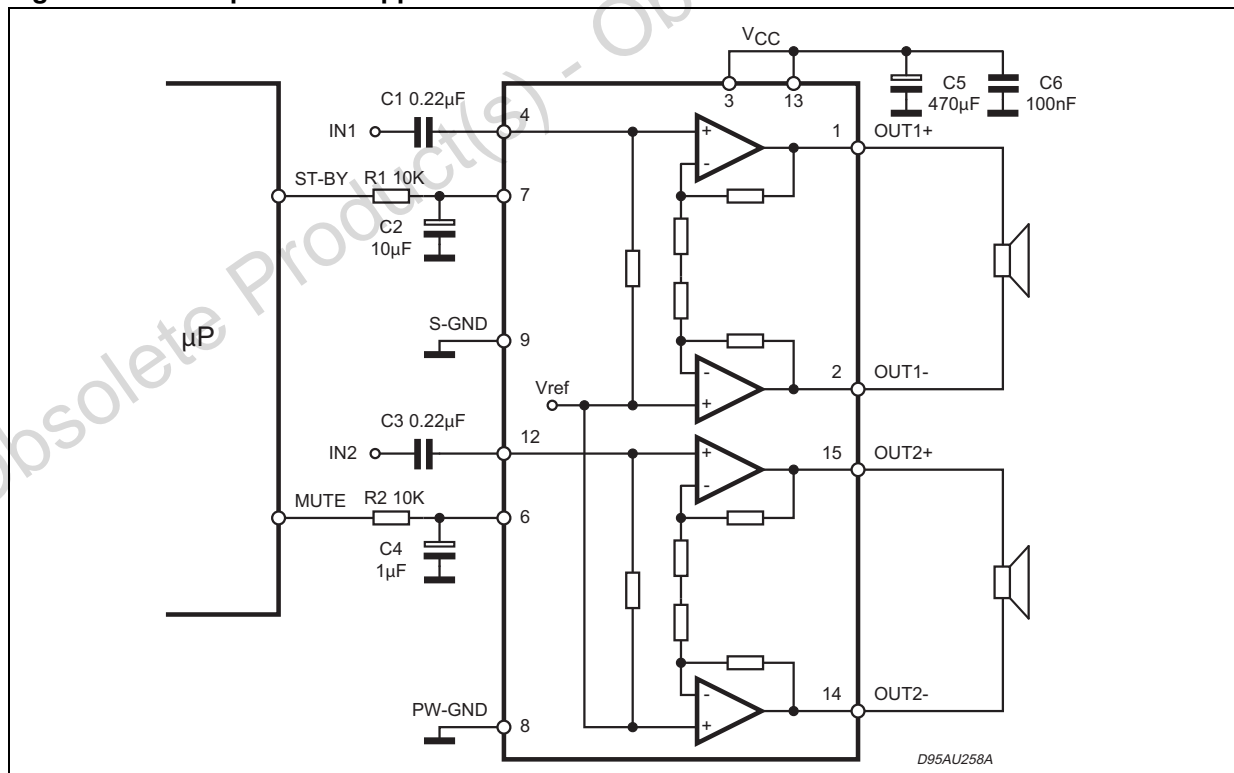 VCC
3
13
C5
470µF
C6
100nF
C1 0.22µF
IN1
4
+
-
1
OUT1+
ST-BY
R1 10K
7
C2
10µF
µP
S-GND
9
Vref
-
+
2
OUT1-
C3 0.22µF
IN2
12
+
-
15
OUT2+
MUTE
R2 10K
6
C4
1µF
-
+
14
OUT2-
PW-GND
8
D95AU258A
Obsolete Product(s) - Ob